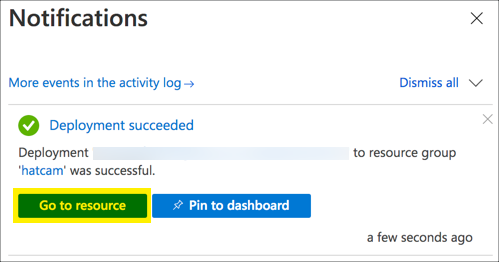 Notifications
More events in the activity log→
Dismiss all
Deployment succeeded
Deployment to resource group
'hatcam' was successful.
Go to resource
Pin to dashboard
a few seconds ago